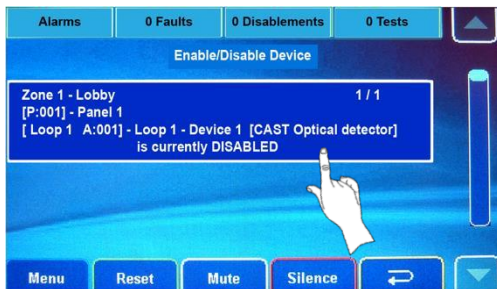 Alarms
0 Faults
0 Disablements
0 Tests
Enable/Disable Device
Zone 1 - Lobby 1 / 1
[P:001] - Panel 1
[ Loop 1 A:001] - Loop 1 - Device 1 [CAST Optical detector]
is currently DISABLED
Menu
Reset
Mute
Silence